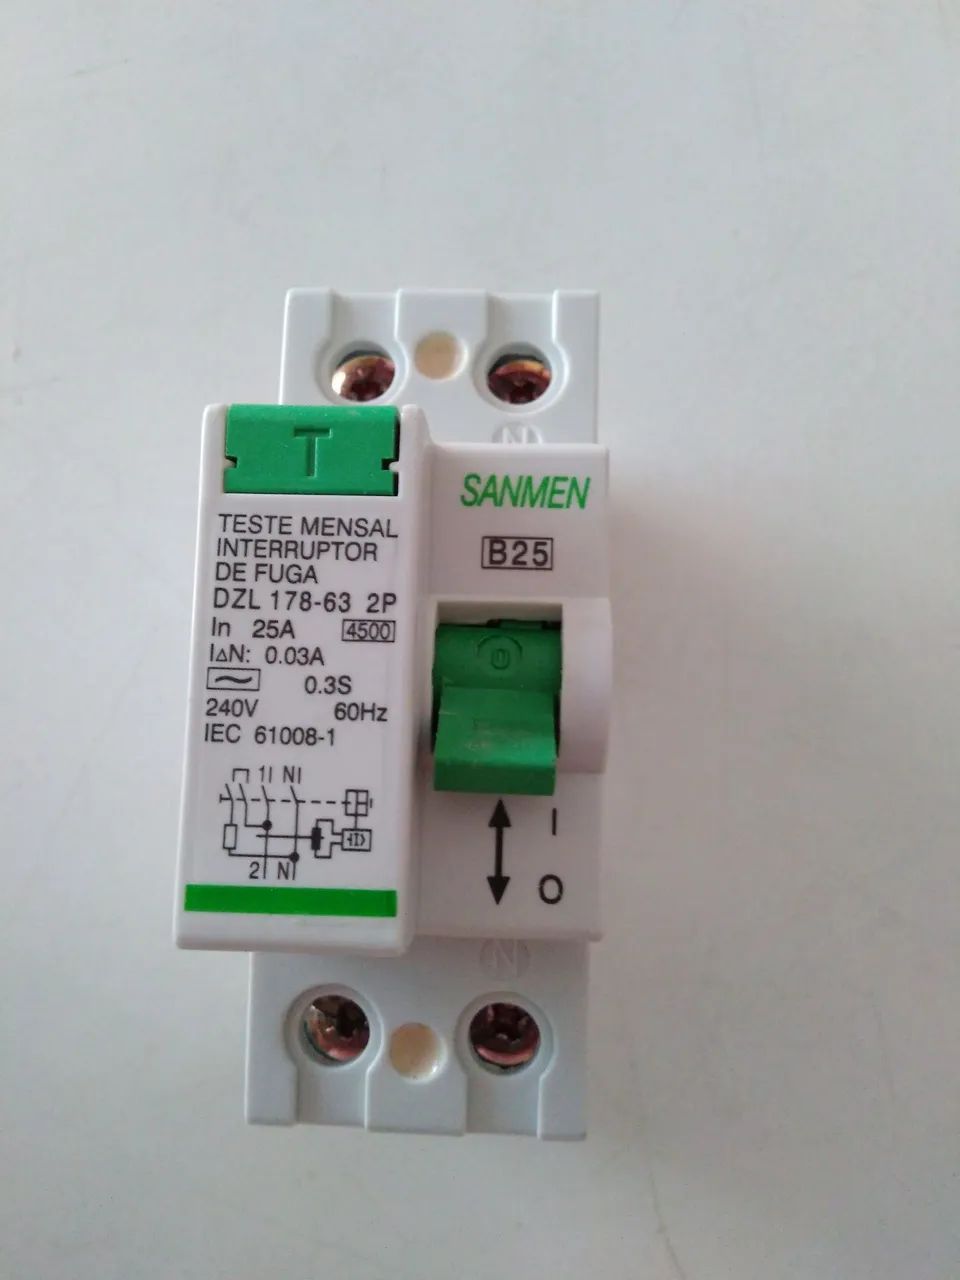 N
T
SANMEN
B25
TESTE MENSAL
INTERRUPTOR
DE FUGA
DZL 178-63 2P
In 25A 4500
I∆N: 0.03A
0.3S
240V 60Hz
IEC 61008-1
1 N
2 N
I
O
N